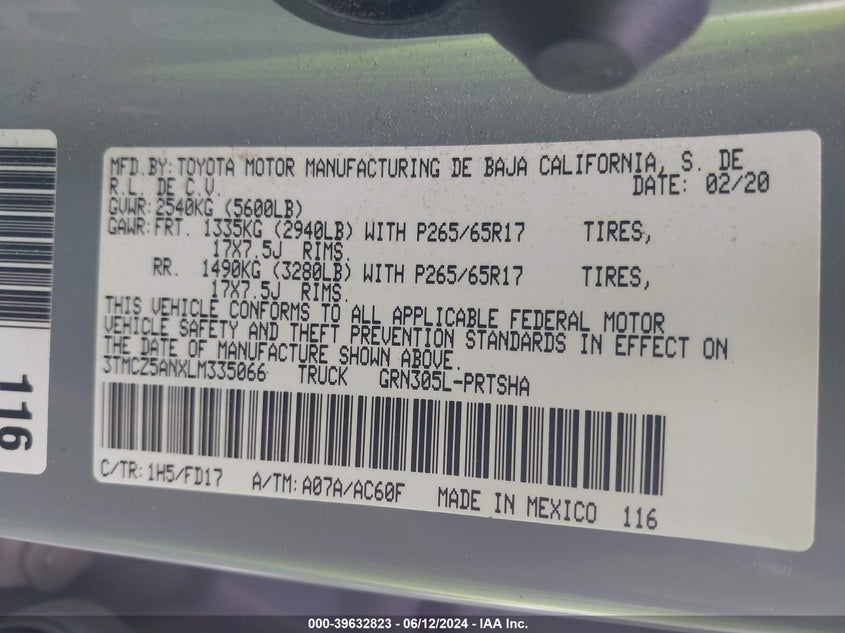 MFD.BY:TOYOTA MOTOR MANUFACTURING DE BAJA CALIFORNIA, S. DE
R.L. DE C.V. DATE: 02/20
GVWR:2540KG (5600LB)
GAWR:FRT. 1335KG (2940LB) WITH P265/65R17 TIRES,
17X7.5J RIMS.
RR. 1490KG (3280LB) WITH P265/65R17 TIRES,
17X7.5J RIMS.
THIS VEHICLE CONFORMS TO ALL APPLICABLE FEDERAL MOTOR
VEHICLE SAFETY AND THEFT PREVENTION STANDARDS IN EFFECT ON
THE DATE OF MANUFACTURE SHOWN ABOVE.
3TMCZ5ANXLM335066 TRUCK GRN305L-PRTSHA
C/TR: 1H5/FD17 A/TM: A07A/AC60F MADE IN MEXICO 116
116
000-39632823 - 06/12/2024 - IAA Inc.